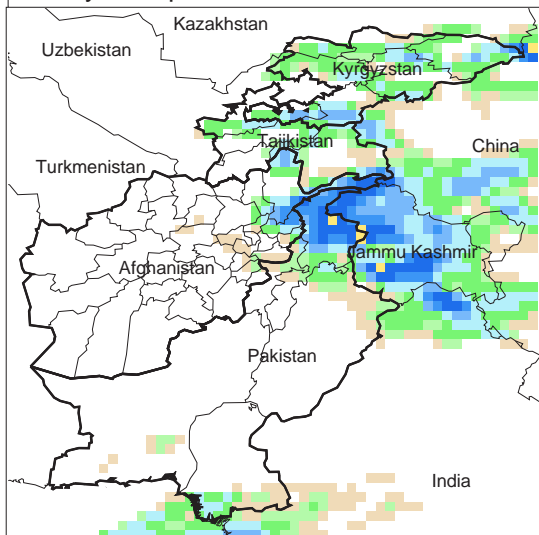 Kazakhstan
Uzbekistan
Kyrgyzstan
Tajikistan
China
Turkmenistan
Jammu Kashmir
Afghanistan
Pakistan
India